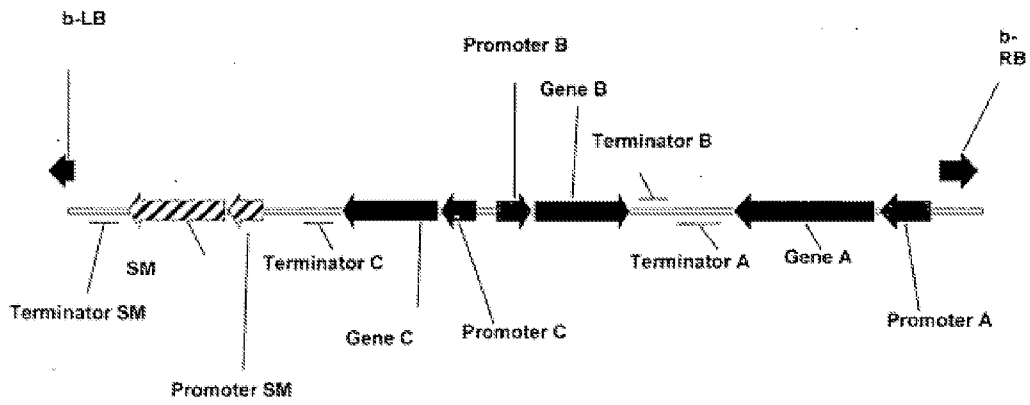 b-LB
b-
RB
Promoter B
Gene B
Terminator B
SM
Terminator C
Terminator A
Gene A
Terminator SM
Gene C
Promoter C
Promoter A
Promoter SM